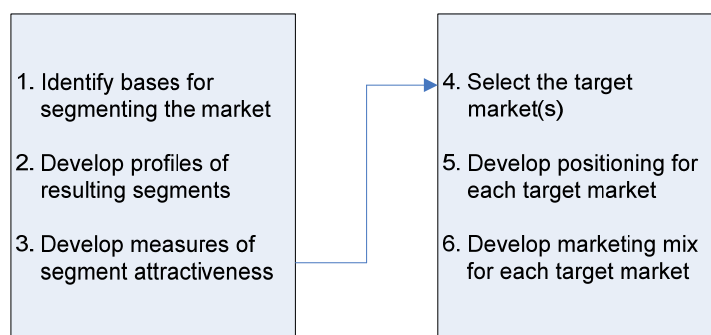 1. Identify bases for
segmenting the market
2. Develop profiles of
resulting segments
3. Develop measures of
segment attractiveness
4. Select the target
market(s)
5. Develop positioning for
each target market
6. Develop marketing mix
for each target market